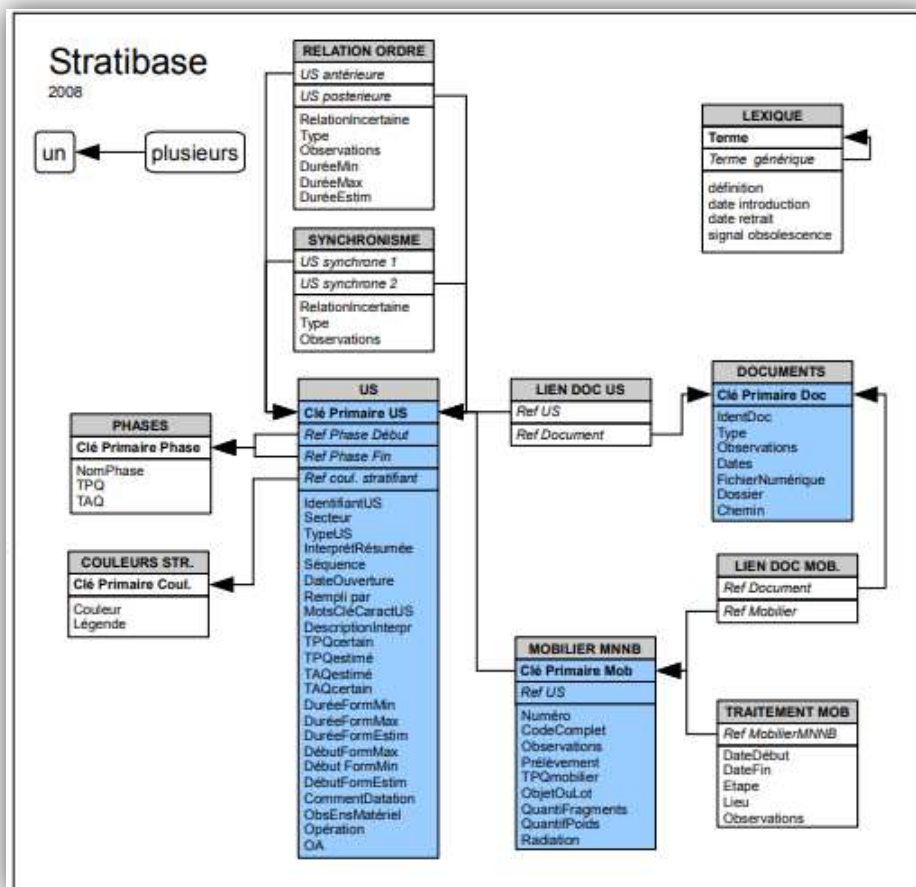 Stratibase
2008
un
plusieurs
RELATION ORDRE
US antérieure
US posterieure
RelationIncertaine
Type
Observations
DuréeMin
DuréeMax
DuréeEstim
SYNCHRONISME
US synchrone 1
US synchrone 2
RelationIncertaine
Type
Observations
LEXIQUE
Terme
Terme générique
définition
date introduction
date retrait
signal obsolescence
US
Clé Primaire US
Ref Phase Début
Ref Phase Fin
Ref coul. stratifiant
IdentifiantUS
Secteur
TypeUS
InterprétRésumée
Séquence
DateOuverture
Rempli par
MotsCléCaractUS
DescriptionInterpr
TPQcertain
TPQestimé
TAQestimé
TAQcertain
DuréeFormMin
DuréeFormMax
DuréeFormEstim
DébutFormMax
Début FormMin
DébutFormEstim
CommentDatation
ObsEnsMatériel
Opération
OA
PHASES
Clé Primaire Phase
NomPhase
TPQ
TAQ
COULEURS STR.
Clé Primaire Coul.
Couleur
Légende
LIEN DOC US
Ref US
Ref Document
DOCUMENTS
Clé Primaire Doc
IdentDoc
Type
Observations
Dates
FichierNumérique
Dossier
Chemin
LIEN DOC MOB.
Ref Document
Ref Mobilier
MOBILIER MNNB
Clé Primaire Mob
Ref US
Numéro
CodeComplet
Observations
Prélèvement
TPQmobilier
ObjetOuLot
QuantiFragments
QuantifPoids
Radiation
TRAITEMENT MOB
Ref MobilierMNNB
DateDébut
DateFin
Etape
Lieu
Observations